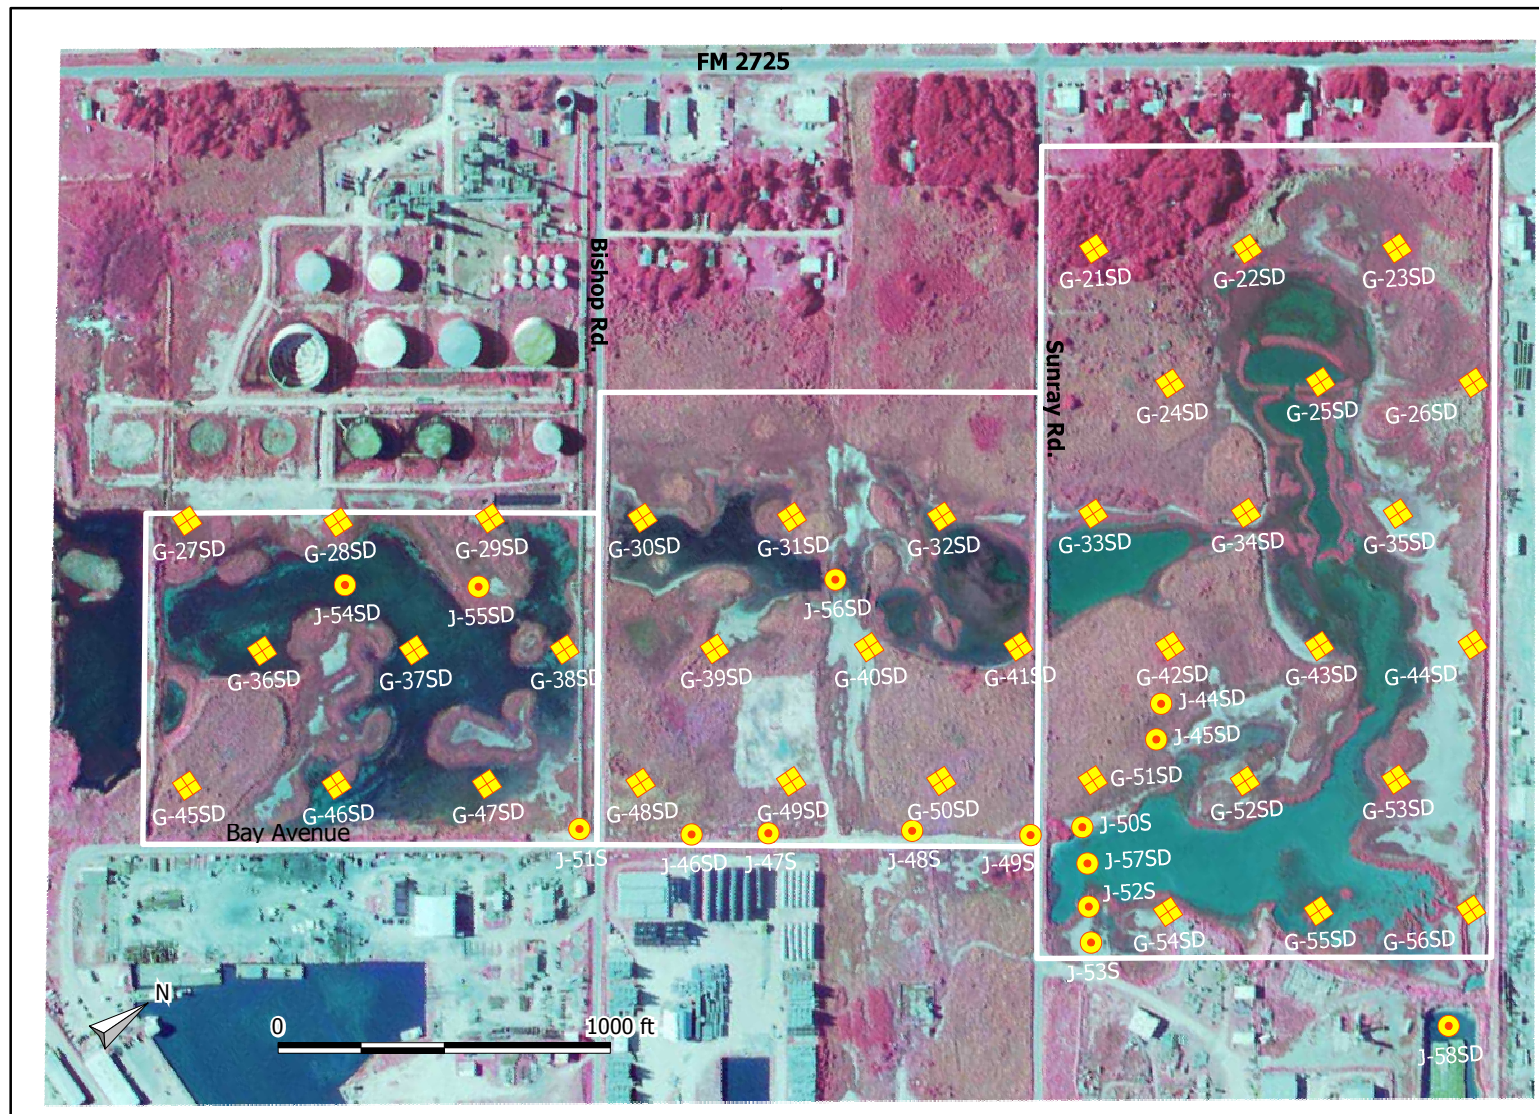 FM 2725
Bishop Rd.
Sunray Rd.
G-21SD
G-22SD
G-23SD
G-24SD
G-25SD
G-26SD
G-27SD
G-28SD
G-29SD
G-30SD
G-31SD
G-32SD
G-33SD
G-34SD
G-35SD
J-54SD
J-55SD
J-56SD
G-36SD
G-37SD
G-38SD
G-39SD
G-40SD
G-41SD
G-42SD
G-43SD
G-44SD
J-44SD
J-45SD
G-45SD
G-46SD
G-47SD
G-48SD
G-49SD
G-50SD
G-51SD
G-52SD
G-53SD
Bay Avenue
J-51S
J-46SD
J-47S
J-48S
J-49S
J-50S
J-57SD
J-52S
G-54SD
G-55SD
G-56SD
J-53S
N
0
1000 ft
J-58SD